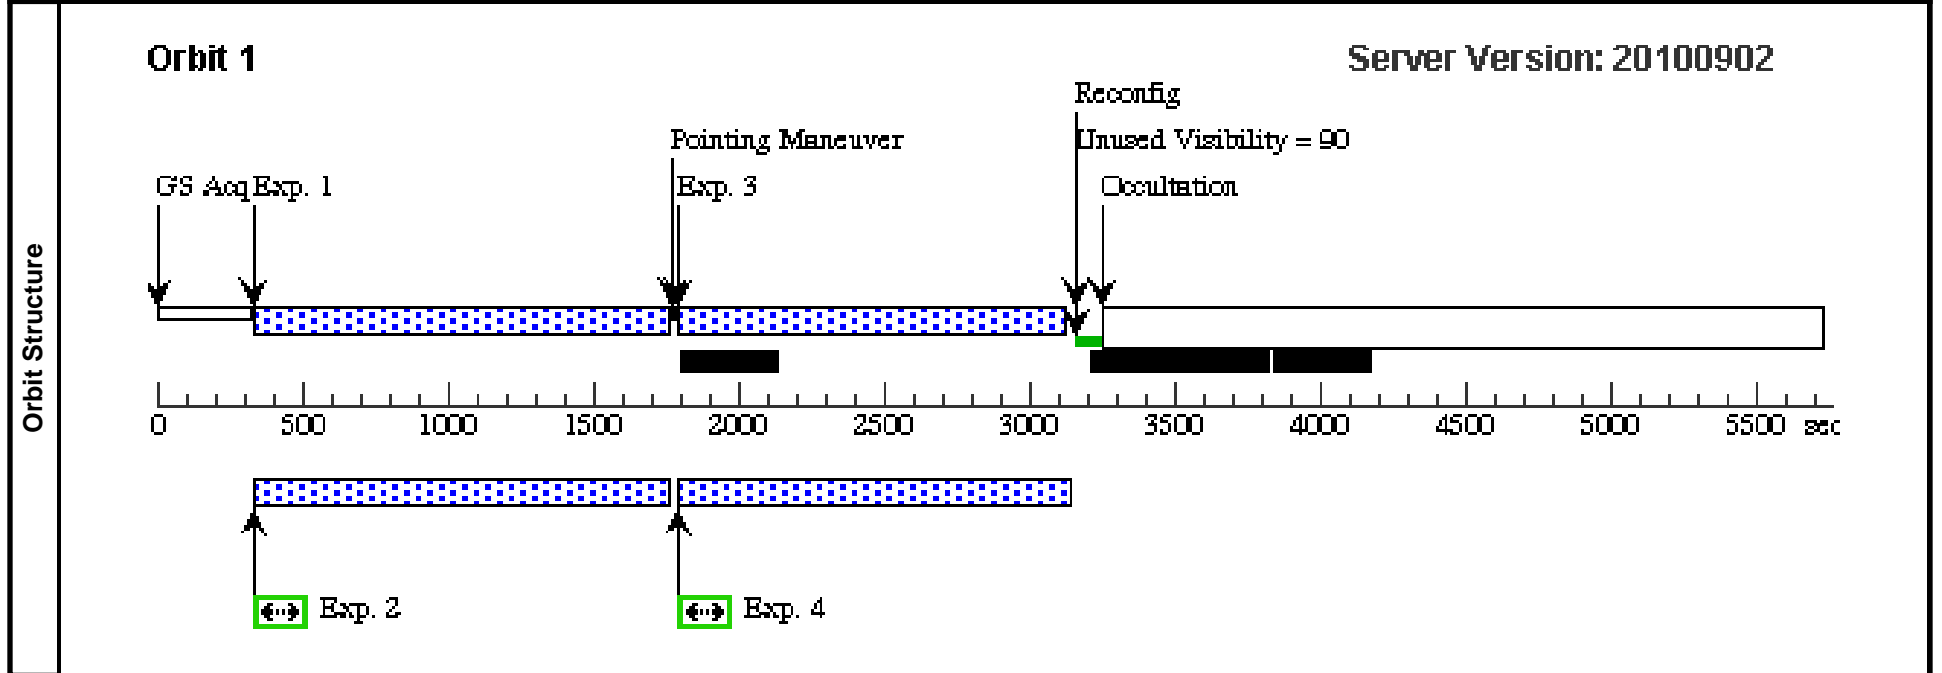 Orbit 1
Server Version: 20100902
Reconfig
Pointing Maneuver
Unused Visibility = 90
GS Acq
Exp. 1
Exp. 3
Occultation
Orbit Structure
0 500 1000 1500 2000 2500 3000 3500 4000 4500 5000 5500 sec
Exp. 2
Exp. 4